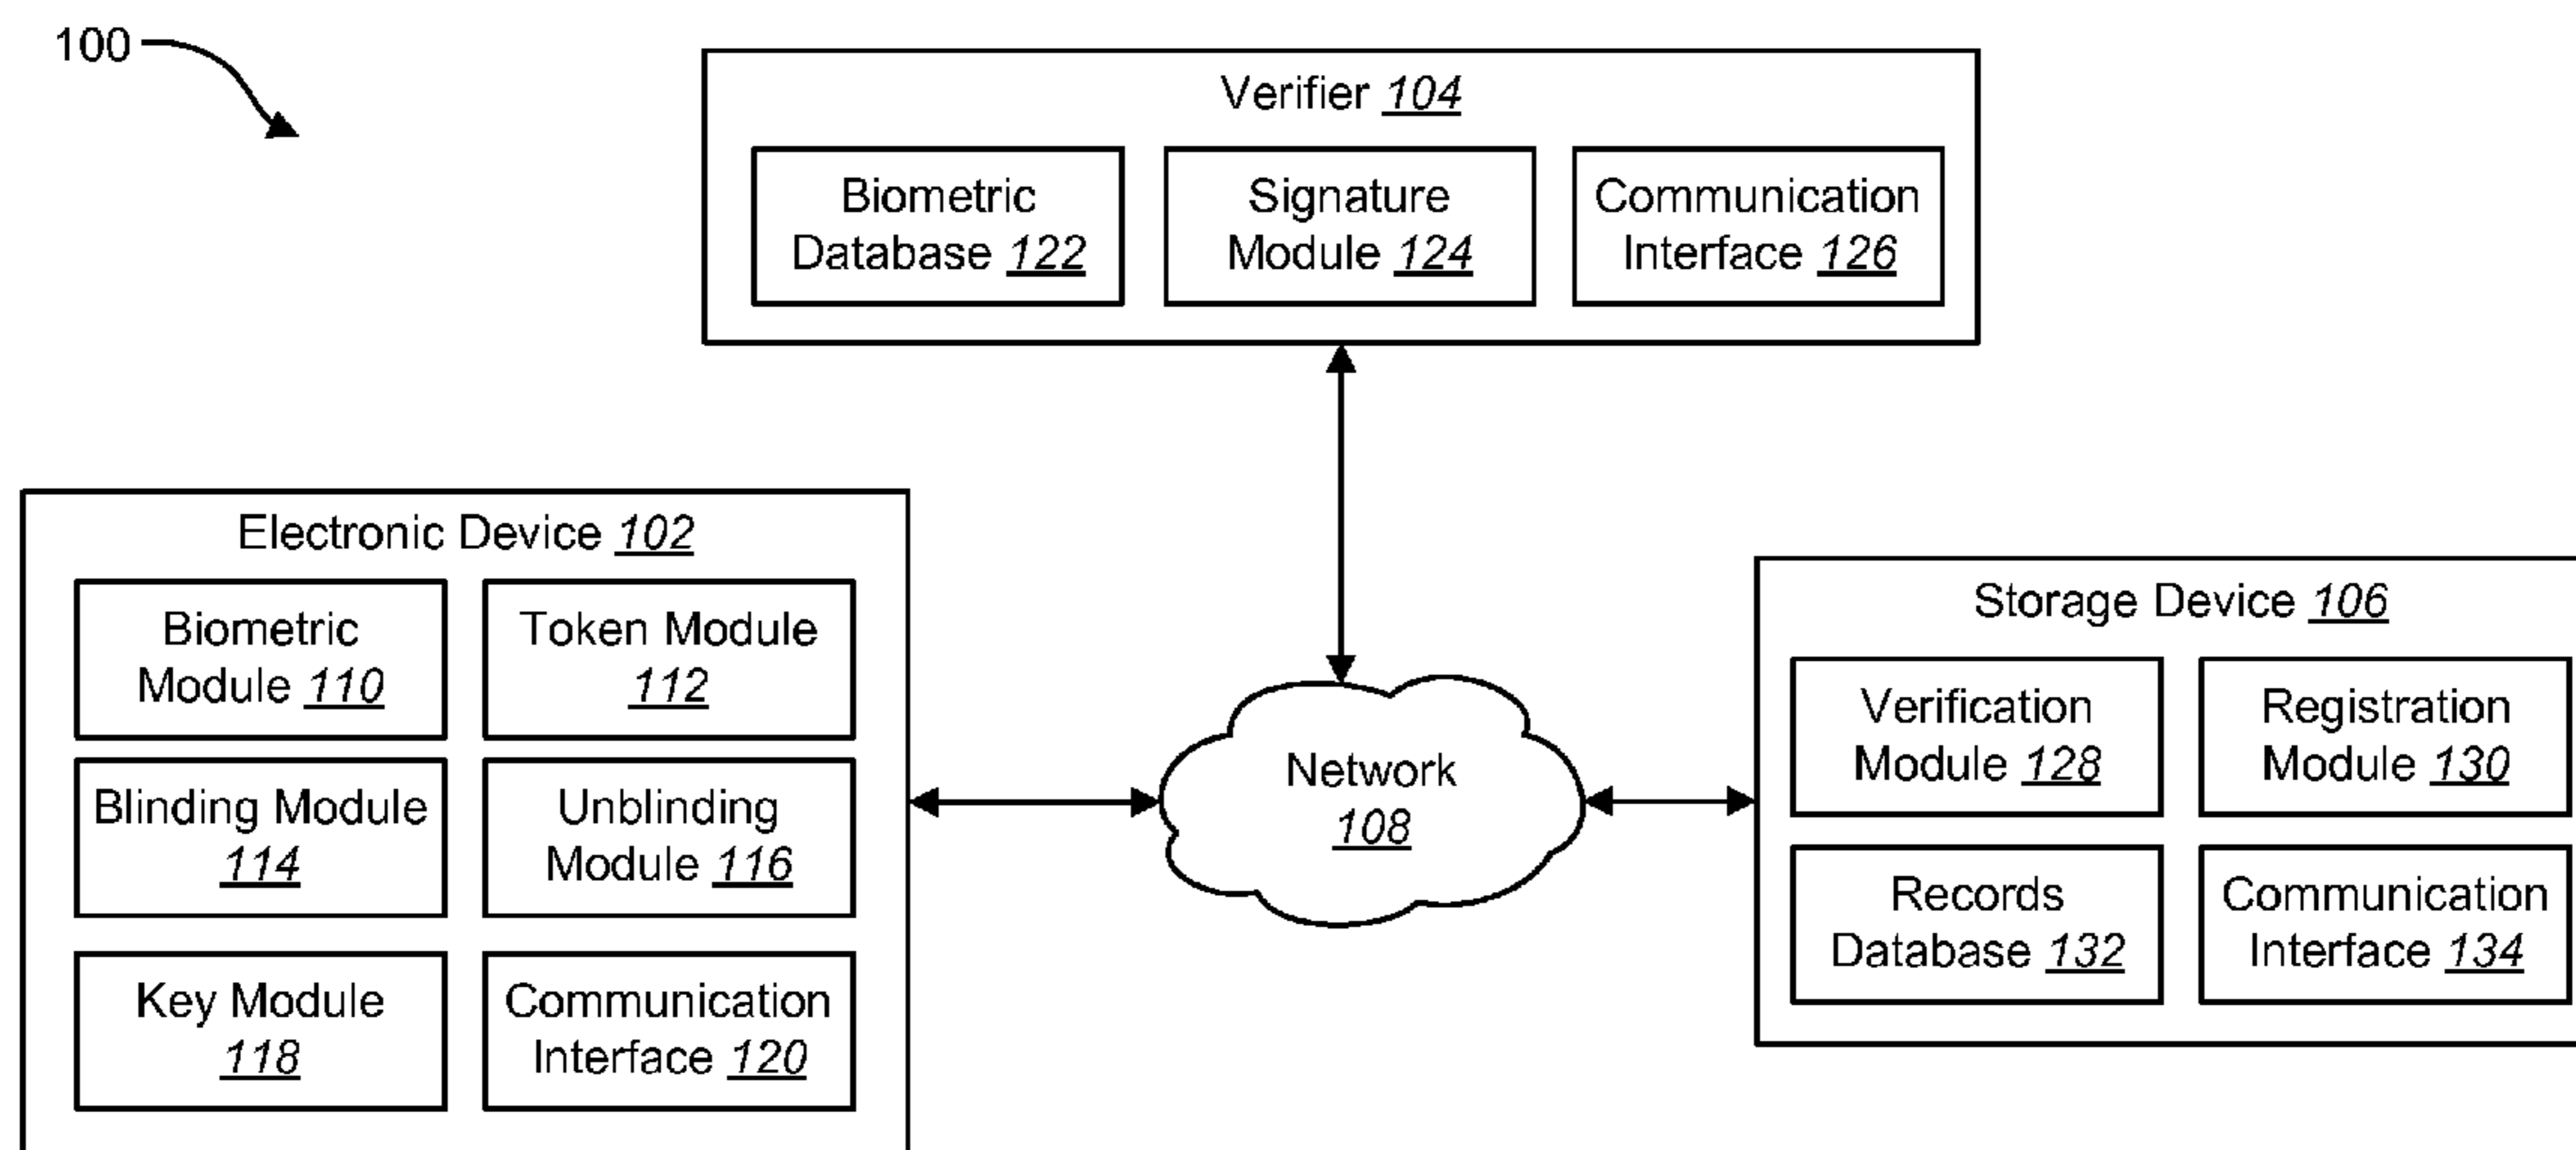 100
Verifier 104
Biometric
Database 122
Signature
Module 124
Communication
Interface 126
Electronic Device 102
Biometric
Module 110
Token Module
112
Blinding Module
114
Unblinding
Module 116
Key Module
118
Communication
Interface 120
Network
108
Storage Device 106
Verification
Module 128
Registration
Module 130
Records
Database 132
Communication
Interface 134